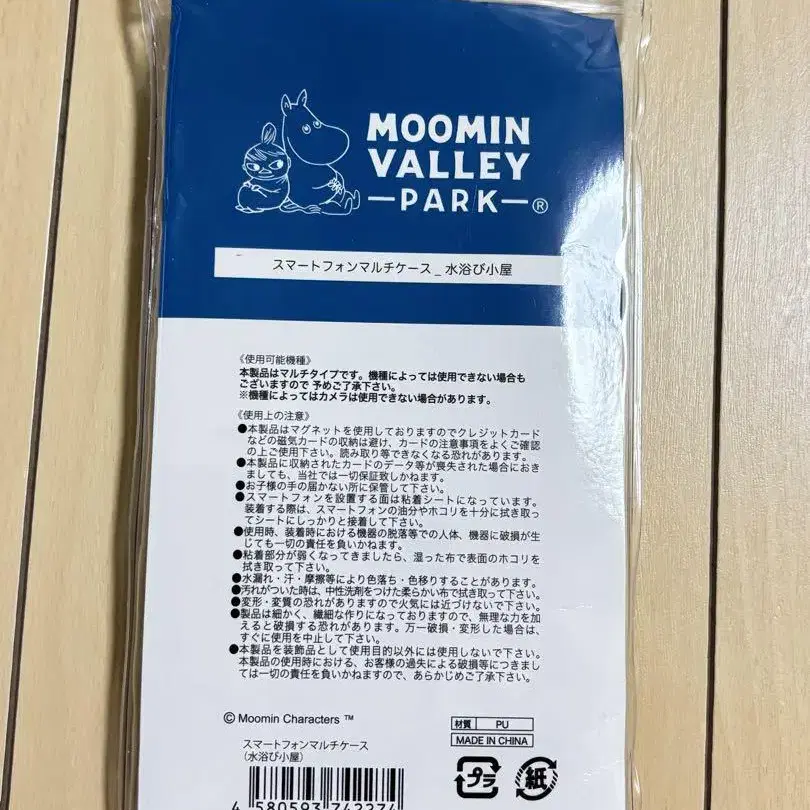 MOOMIN
VALLEY
PARK ®
スマートフォンマルチケース _ 水浴び小屋
《使用可能機種》
本製品はマルチタイプです。機種によっては使用できない場合も
ございますので 予めご了承下さい。
※機種によってはカメラは使用できない場合があります。
《使用上の注意》
●本製品はマグネットを使用しておりますのでクレジットカード
などの磁気カードの収納は避け、カードの注意事項をよくご確認
の上ご使用下さい。読み取り等できなくなる恐れがあります。
●本製品に収納されたカードのデータ等が喪失された場合におき
ましても、当社では一切保証致しかねます。
●お子様の手の届かない所に保管して下さい。
●スマートフォンを設置する面は粘着シートになっています。
装着する際は、スマートフォンの油分やホコリを十分に拭き取っ
てシートにしっかりと接着して下さい。
●使用時、装着時における機器の脱落等での人体、機器に破損が生
じても一切の責任を負いかねます。
●粘着部分が弱くなってきましたら、湿った布で表面のホコリを
拭き取って下さい。
●水漏れ・汗・摩擦等により色落ち・色移りすることがあります。
●汚れがついた時は、中性洗剤をつけた柔らかい布で拭き取って下さい。
●変形・変質の恐れがありますので火気には近づけないで下さい。
●製品は細かく、繊細な作りになっておりますので、無理な力を加
えると破損する恐れがあります。万一破損・変形した場合は、
すぐに使用を中止して下さい。
●本製品を装飾品として使用目的以外には使用しないで下さい。
本製品の使用時における、お客様の過失による破損等につきまし
ては一切の責任を負いかねますので、あらかじめご了承下さい。
© Moomin Characters ™
材質 PU
MADE IN CHINA
スマートフォンマルチケース
(水浴び小屋)
プラ
紙
4 580593 742274